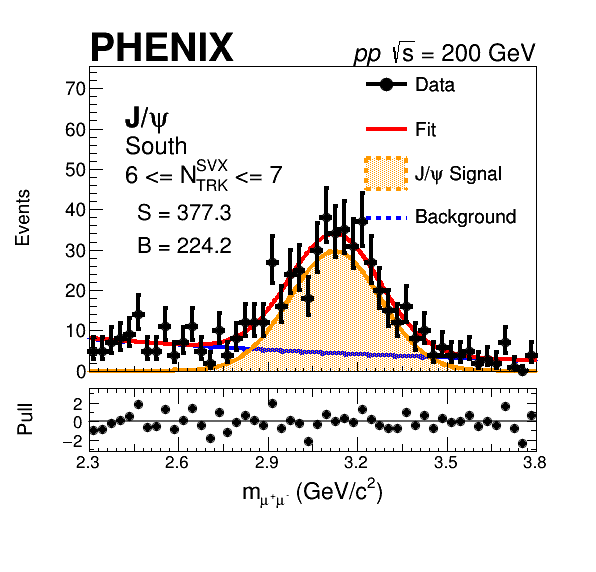 PHENIX
pp √s = 200 GeV
Data
Fit
J/ψ Signal
Background
J/ψ
South
6 <= N^SVX_TRK <= 7
S = 377.3
B = 224.2
Events
70
60
50
40
30
20
10
0
Pull
2
0
−2
2.3 2.6 2.9 3.2 3.5 3.8
m_μ⁺μ⁻ (GeV/c²)